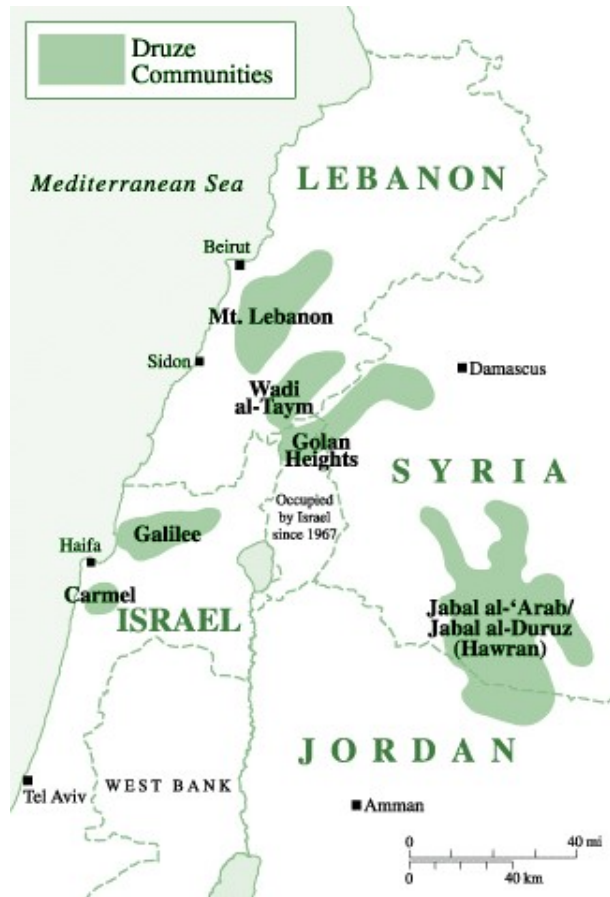 Druze
Communities
Mediterranean Sea
LEBANON
Beirut
Mt. Lebanon
Sidon
Damascus
Wadi
al-Taym
Golan
Heights
SYRIA
Occupied
by Israel
since 1967
Galilee
Haifa
Carmel
ISRAEL
Jabal al-‘Arab/
Jabal al-Duruz
(Hawran)
JORDAN
WEST BANK
Tel Aviv
Amman
0 40 mi
0 40 km